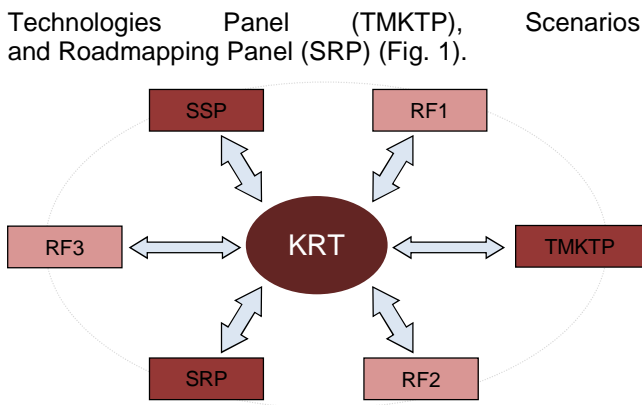 Technologies Panel (TMKTP), Scenarios
and Roadmapping Panel (SRP) (Fig. 1).
SSP
RF1
RF3
KRT
TMKTP
SRP
RF2